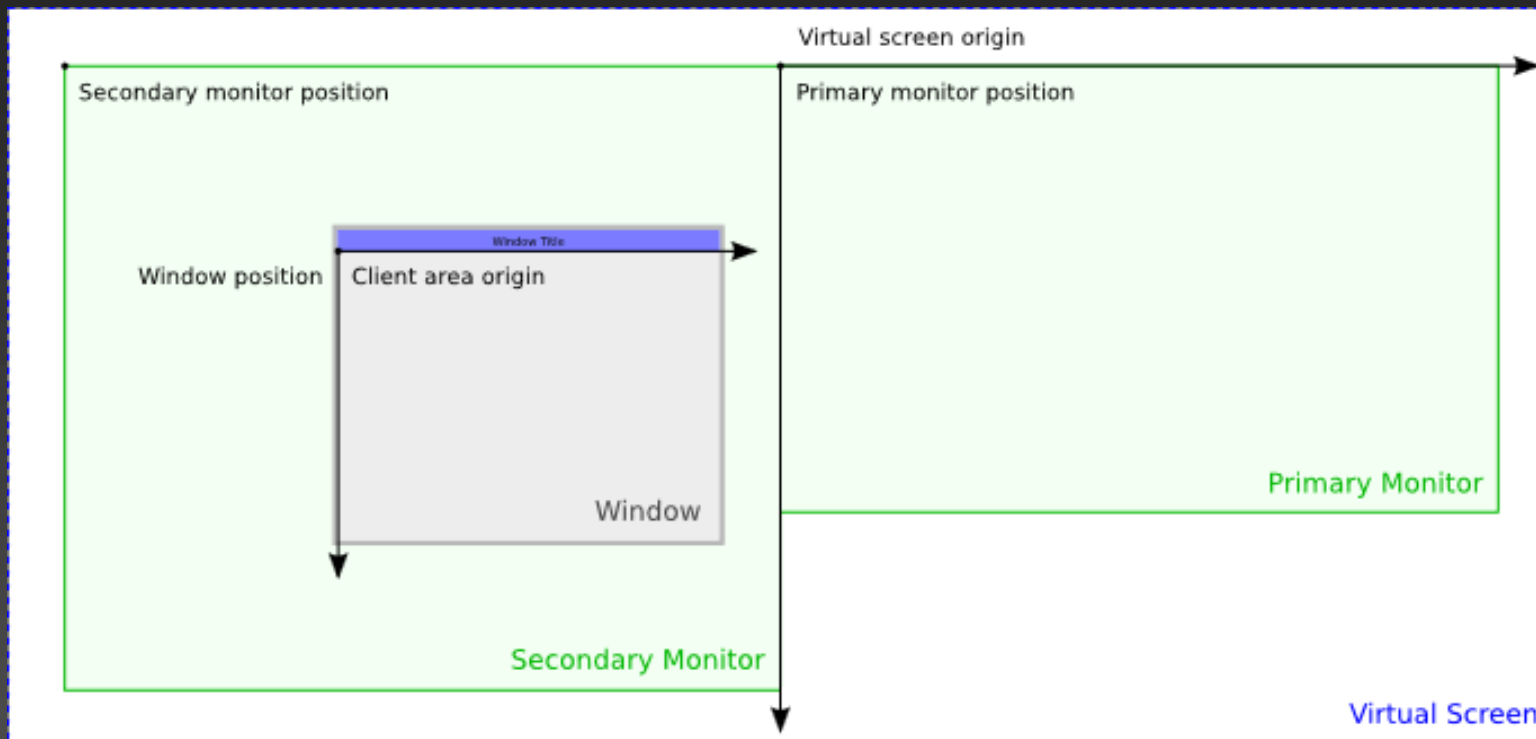 Virtual screen origin
Secondary monitor position
Primary monitor position
Window Title
Window position
Client area origin
Primary Monitor
Window
Secondary Monitor
Virtual Screen